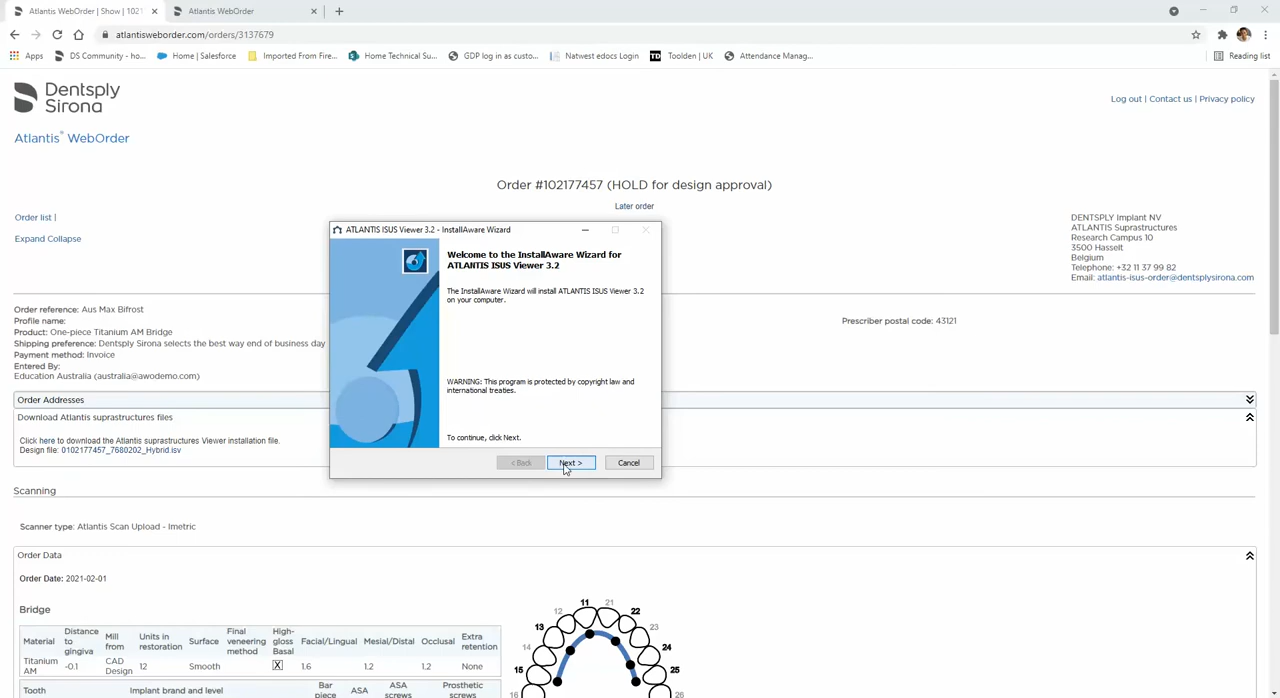 Atlantis WebOrder | Show | 1021
Atlantis WebOrder
atlantisweborder.com/orders/3137679
Apps
DS Community - ho...
Home | Salesforce
Imported From Fire...
Home Technical Su...
GDP log in as custo...
Natwest edocs Login
TD
Toolden | UK
Attendance Manag...
Reading list
Dentsply
Sirona
Log out | Contact us | Privacy policy
Atlantis® WebOrder
Order #102177457 (HOLD for design approval)
Later order
Order list |
Expand Collapse
DENTSPLY Implant NV
ATLANTIS Suprastructures
Research Campus 10
3500 Hasselt
Belgium
Telephone: +32 11 37 99 82
Email: atlantis-isus-order@dentsplysirona.com
ATLANTIS ISUS Viewer 3.2 - InstallAware Wizard
Welcome to the InstallAware Wizard for
ATLANTIS ISUS Viewer 3.2
The InstallAware Wizard will install ATLANTIS ISUS Viewer 3.2
on your computer.
WARNING: This program is protected by copyright law and
international treaties.
To continue, click Next.
< Back
Next >
Cancel
Order reference: Aus Max Bifrost
Profile name:
Product: One-piece Titanium AM Bridge
Shipping preference: Dentsply Sirona selects the best way end of business day
Payment method: Invoice
Entered By:
Education Australia (australia@awodemo.com)
Prescriber postal code: 43121
Order Addresses
Download Atlantis suprastructures files
Click here to download the Atlantis suprastructures Viewer installation file.
Design file: 0102177457_7680202_Hybrid.isv
Scanning
Scanner type: Atlantis Scan Upload - Imetric
Order Data
Order Date: 2021-02-01
Bridge
Material
Distance to gingiva
Mill from
Units in restoration
Surface
Final veneering method
High-gloss Basal
Facial/Lingual
Mesial/Distal
Occlusal
Extra retention
Titanium AM
-0.1
CAD Design
12
Smooth
X
1.6
1.2
1.2
None
Tooth
Implant brand and level
Bar piece
ASA
ASA screws
Prosthetic screws
11
21
12
22
13
23
14
24
15
25
16
26